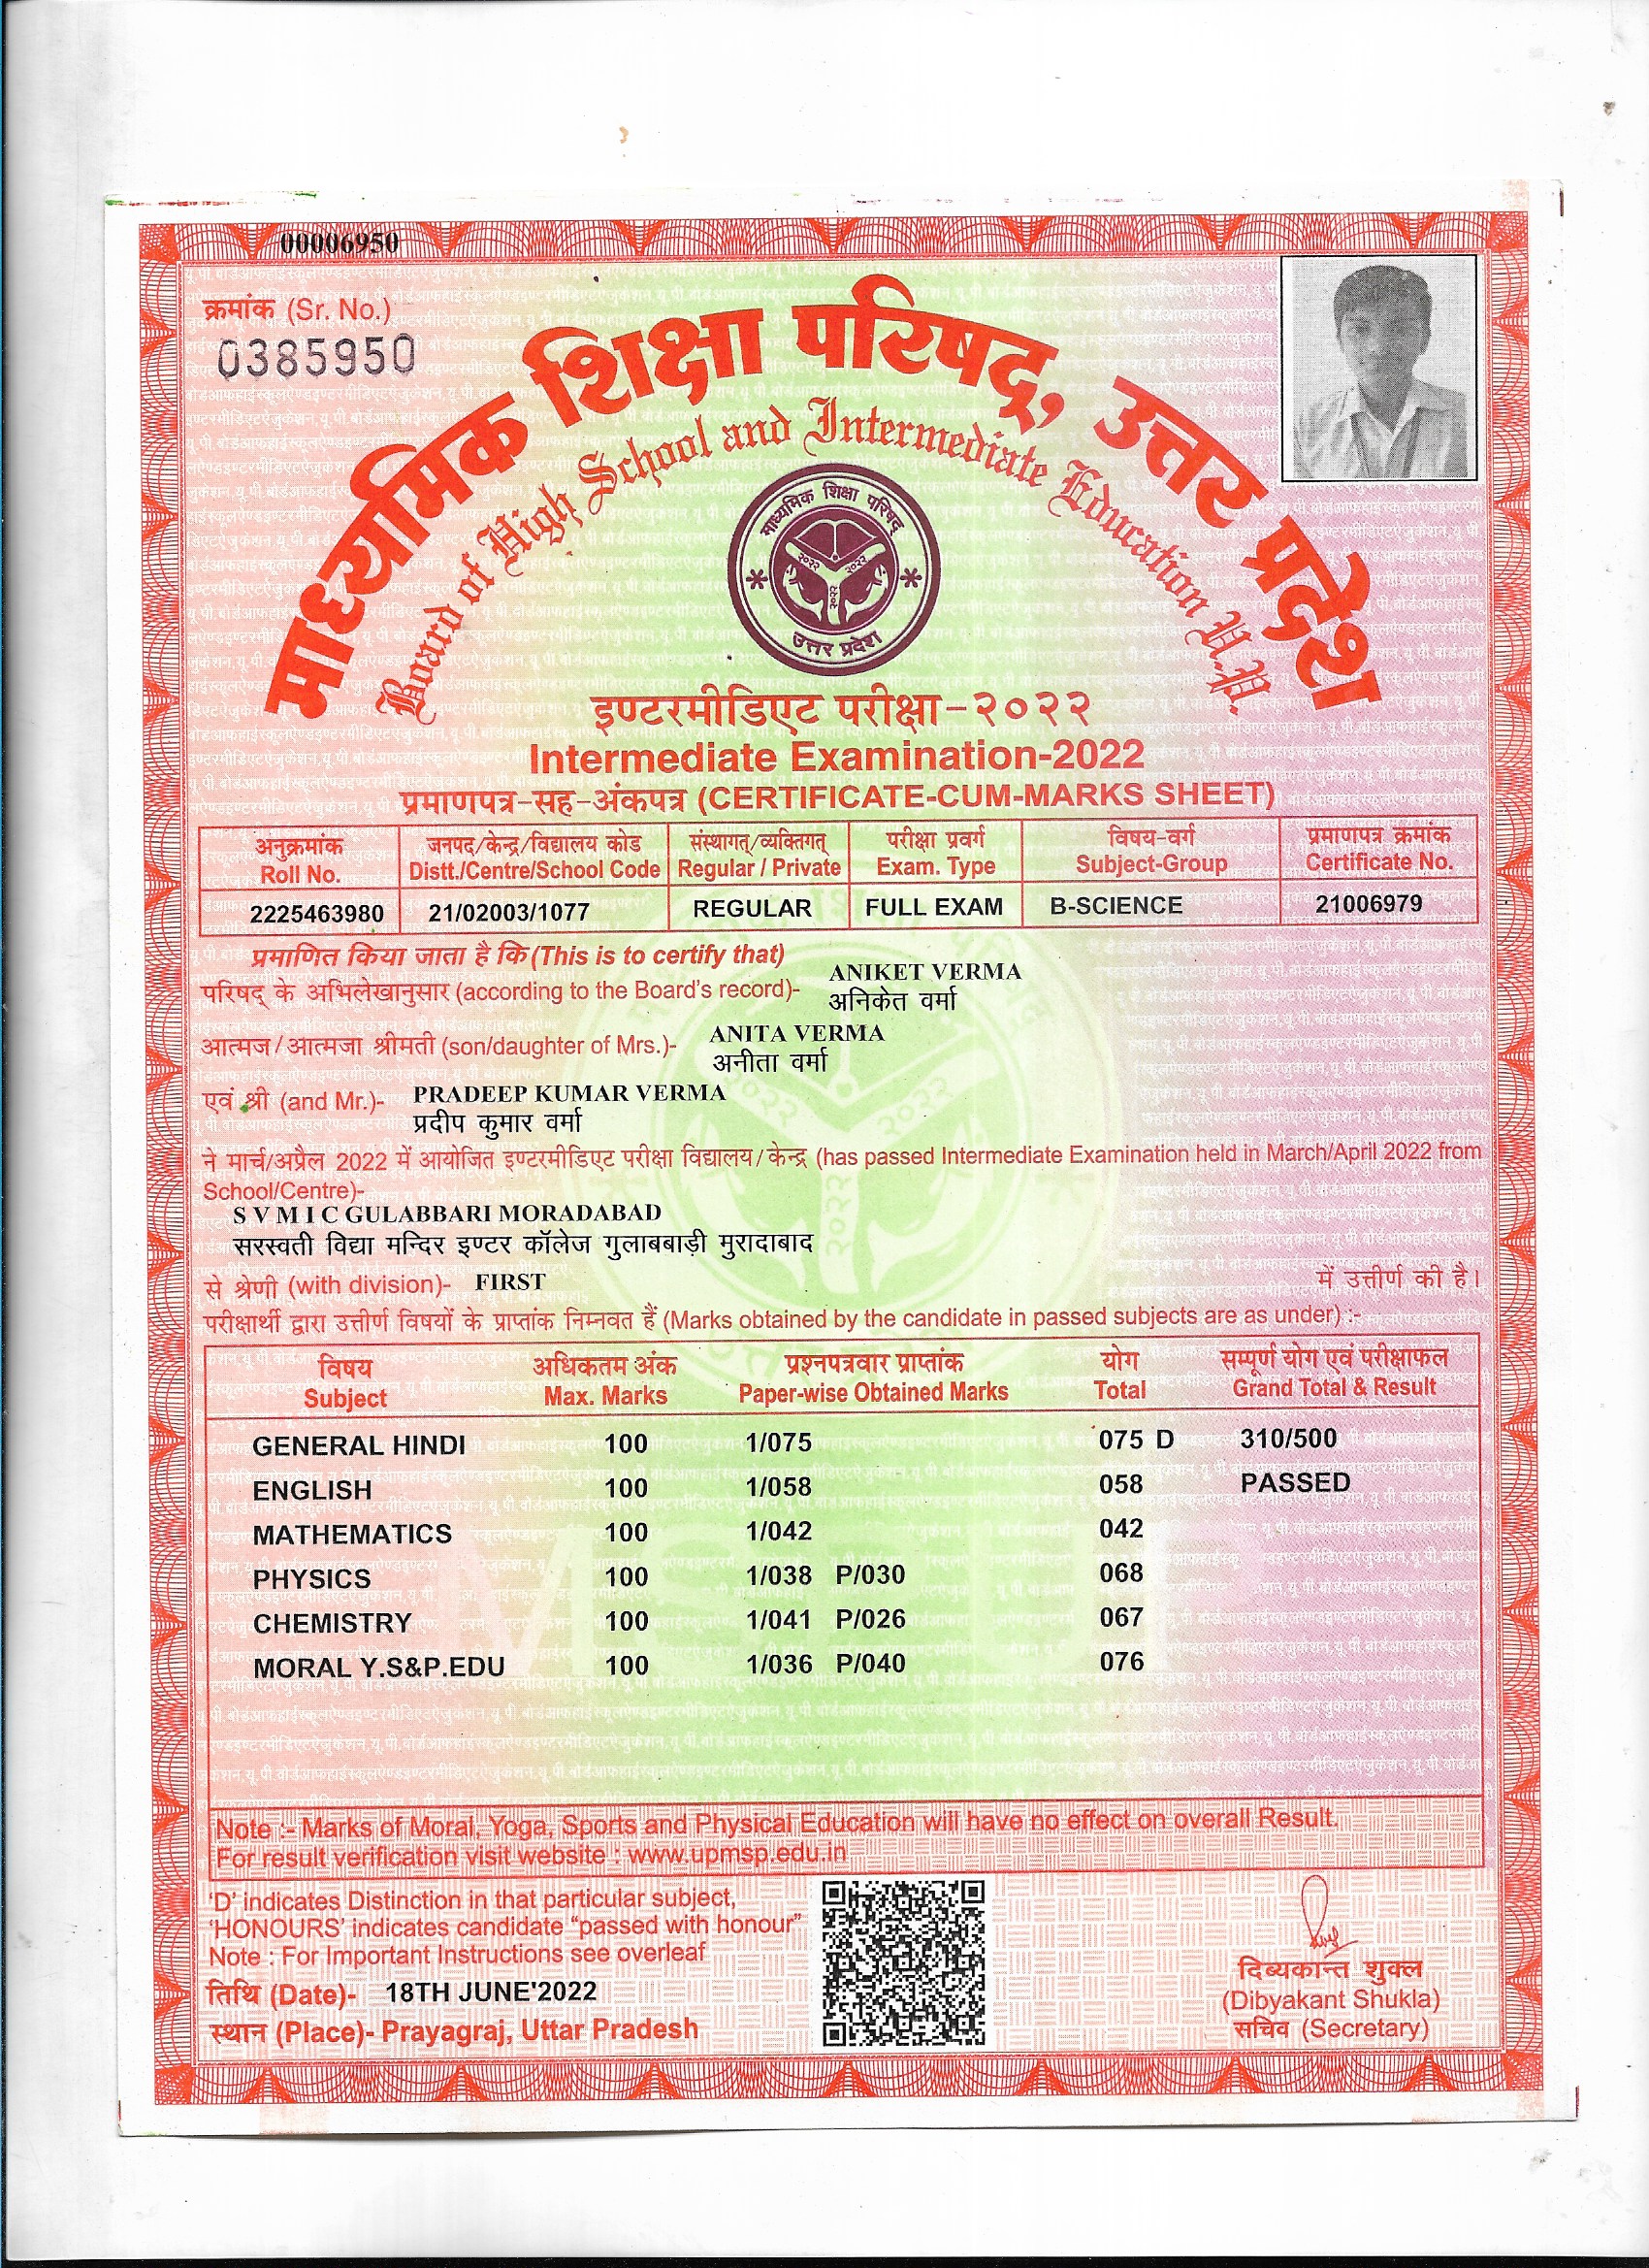 00006950
क्रमांक (Sr. No.)
0385950
माध्यमिक शिक्षा परिषद्, उत्तर प्रदेश
Board of High School and Intermediate Education U.P.
माध्यमिक शिक्षा परिषद्
२०२२ २०२२
२०२२
उत्तर प्रदेश
इण्टरमीडिएट परीक्षा-२०२२
Intermediate Examination-2022
प्रमाणपत्र-सह-अंकपत्र (CERTIFICATE-CUM-MARKS SHEET)
अनुक्रमांक जनपद/केन्द्र/विद्यालय कोड संस्थागत्/व्यक्तिगत् परीक्षा प्रवर्ग विषय-वर्ग प्रमाणपत्र क्रमांक
Roll No. Distt./Centre/School Code Regular / Private Exam. Type Subject-Group Certificate No.
2225463980 21/02003/1077 REGULAR FULL EXAM B-SCIENCE 21006979
प्रमाणित किया जाता है कि (This is to certify that)
परिषद् के अभिलेखानुसार (according to the Board's record)- ANIKET VERMA
अनिकेत वर्मा
आत्मज/आत्मजा श्रीमती (son/daughter of Mrs.)- ANITA VERMA
अनीता वर्मा
एवं श्री (and Mr.)- PRADEEP KUMAR VERMA
प्रदीप कुमार वर्मा
ने मार्च/अप्रैल 2022 में आयोजित इण्टरमीडिएट परीक्षा विद्यालय/केन्द्र (has passed Intermediate Examination held in March/April 2022 from
School/Centre)-
S V M I C GULABBARI MORADABAD
सरस्वती विद्या मन्दिर इण्टर कॉलेज गुलाबबाड़ी मुरादाबाद
से श्रेणी (with division)- FIRST में उत्तीर्ण की है।
परीक्षार्थी द्वारा उत्तीर्ण विषयों के प्राप्तांक निम्नवत हैं (Marks obtained by the candidate in passed subjects are as under) :-
विषय अधिकतम अंक प्रश्नपत्रवार प्राप्तांक योग सम्पूर्ण योग एवं परीक्षाफल
Subject Max. Marks Paper-wise Obtained Marks Total Grand Total & Result
GENERAL HINDI 100 1/075 075 D 310/500
ENGLISH 100 1/058 058 PASSED
MATHEMATICS 100 1/042 042
PHYSICS 100 1/038 P/030 068
CHEMISTRY 100 1/041 P/026 067
MORAL Y.S&P.EDU 100 1/036 P/040 076
Note :- Marks of Moral, Yoga, Sports and Physical Education will have no effect on overall Result.
For result verification visit website : www.upmsp.edu.in
'D' indicates Distinction in that particular subject,
'HONOURS' indicates candidate "passed with honour"
Note : For Important Instructions see overleaf
तिथि (Date)- 18TH JUNE'2022
स्थान (Place)- Prayagraj, Uttar Pradesh
दिब्यकान्त शुक्ल
(Dibyakant Shukla)
सचिव (Secretary)